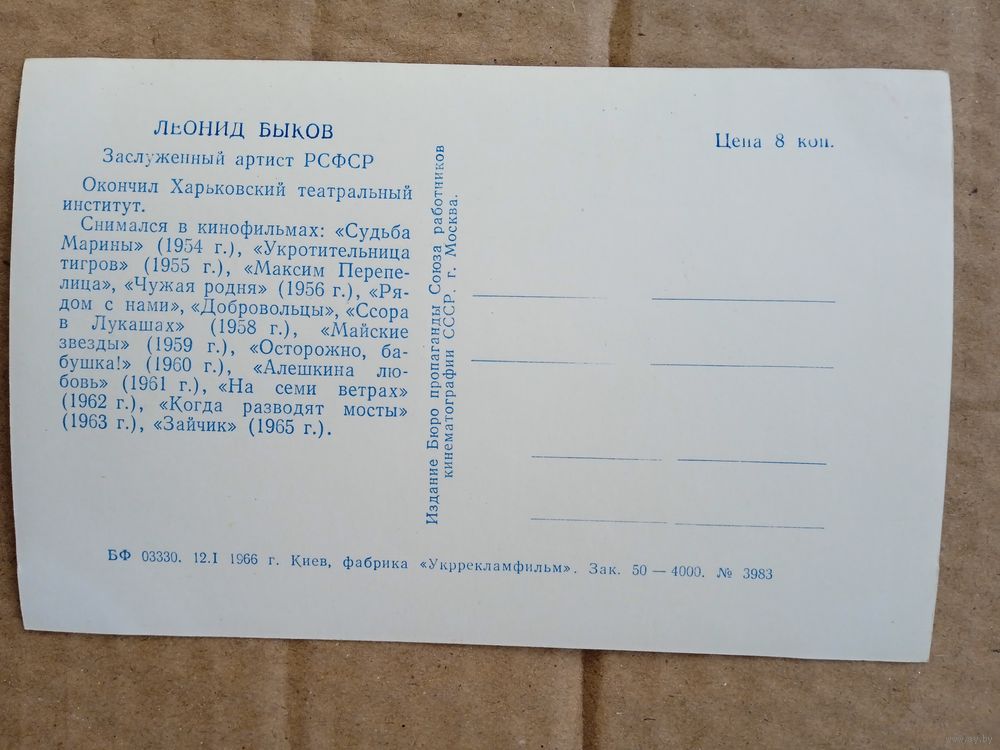 ЛЕОНИД БЫКОВ
Заслуженный артист РСФСР
Окончил Харьковский театральный
институт.
Снимался в кинофильмах: «Судьба
Марины» (1954 г.), «Укротительница
тигров» (1955 г.), «Максим Перепе-
лица», «Чужая родня» (1956 г.), «Ря-
дом с нами», «Добровольцы», «Ссора
в Лукашах» (1958 г.), «Майские
звезды» (1959 г.), «Осторожно, ба-
бушка!» (1960 г.), «Алешкина лю-
бовь» (1961 г.), «На семи ветрах»
(1962 г.), «Когда разводят мосты»
(1963 г.), «Зайчик» (1965 г.).
Издание Бюро пропаганды Союза работников
кинематографии СССР. г. Москва.
Цена 8 коп.
БФ 03330. 12.I 1966 г. Киев, фабрика «Укррекламфильм». Зак. 50 — 4000. № 3983
www.ay.by